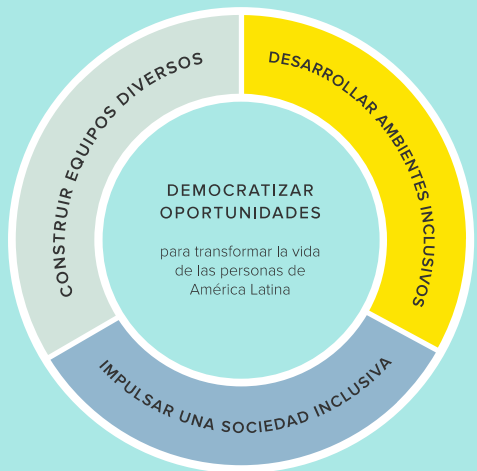 CONSTRUIR EQUIPOS DIVERSOS
DESARROLLAR AMBIENTES INCLUSIVOS
DEMOCRATIZAR
OPORTUNIDADES
para transformar la vida
de las personas de
América Latina
IMPULSAR UNA SOCIEDAD INCLUSIVA